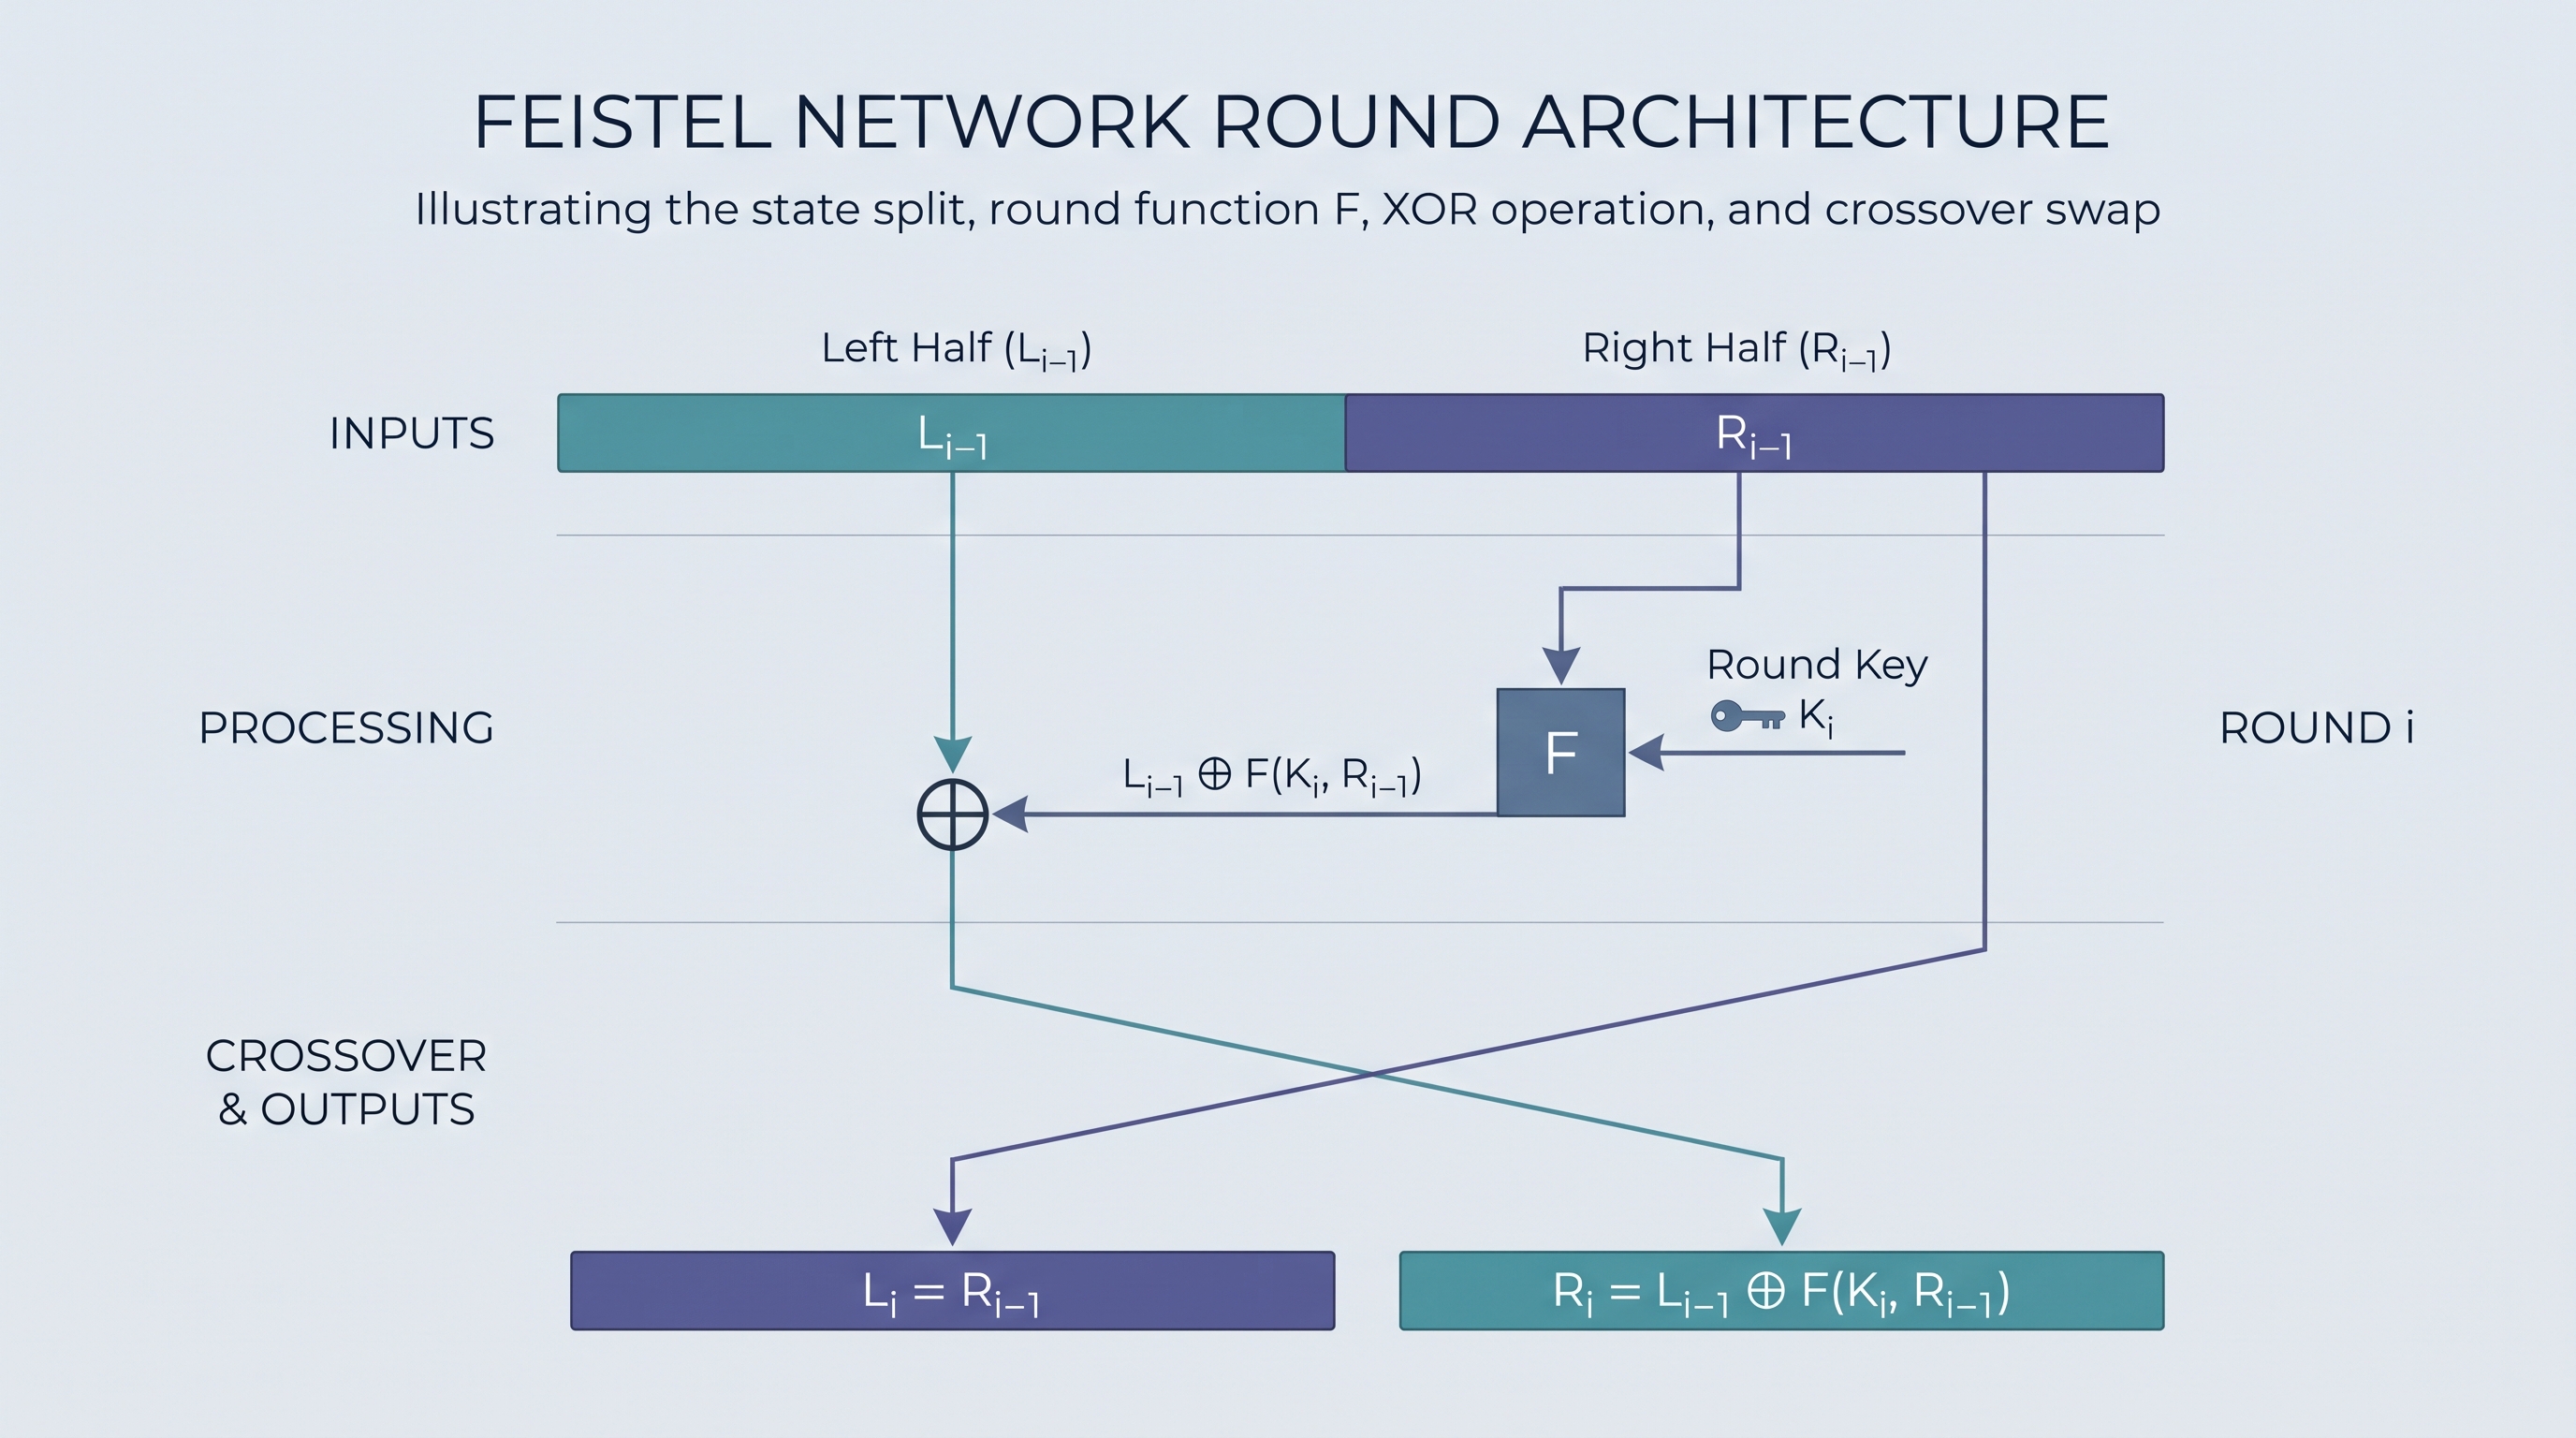 FEISTEL NETWORK ROUND ARCHITECTURE
Illustrating the state split, round function F, XOR operation, and crossover swap
Left Half (Lᵢ₋₁)
Right Half (Rᵢ₋₁)
INPUTS
Lᵢ₋₁
Rᵢ₋₁
Round Key
Kᵢ
PROCESSING
F
ROUND i
Lᵢ₋₁ ⊕ F(Kᵢ, Rᵢ₋₁)
CROSSOVER
& OUTPUTS
Lᵢ = Rᵢ₋₁
Rᵢ = Lᵢ₋₁ ⊕ F(Kᵢ, Rᵢ₋₁)